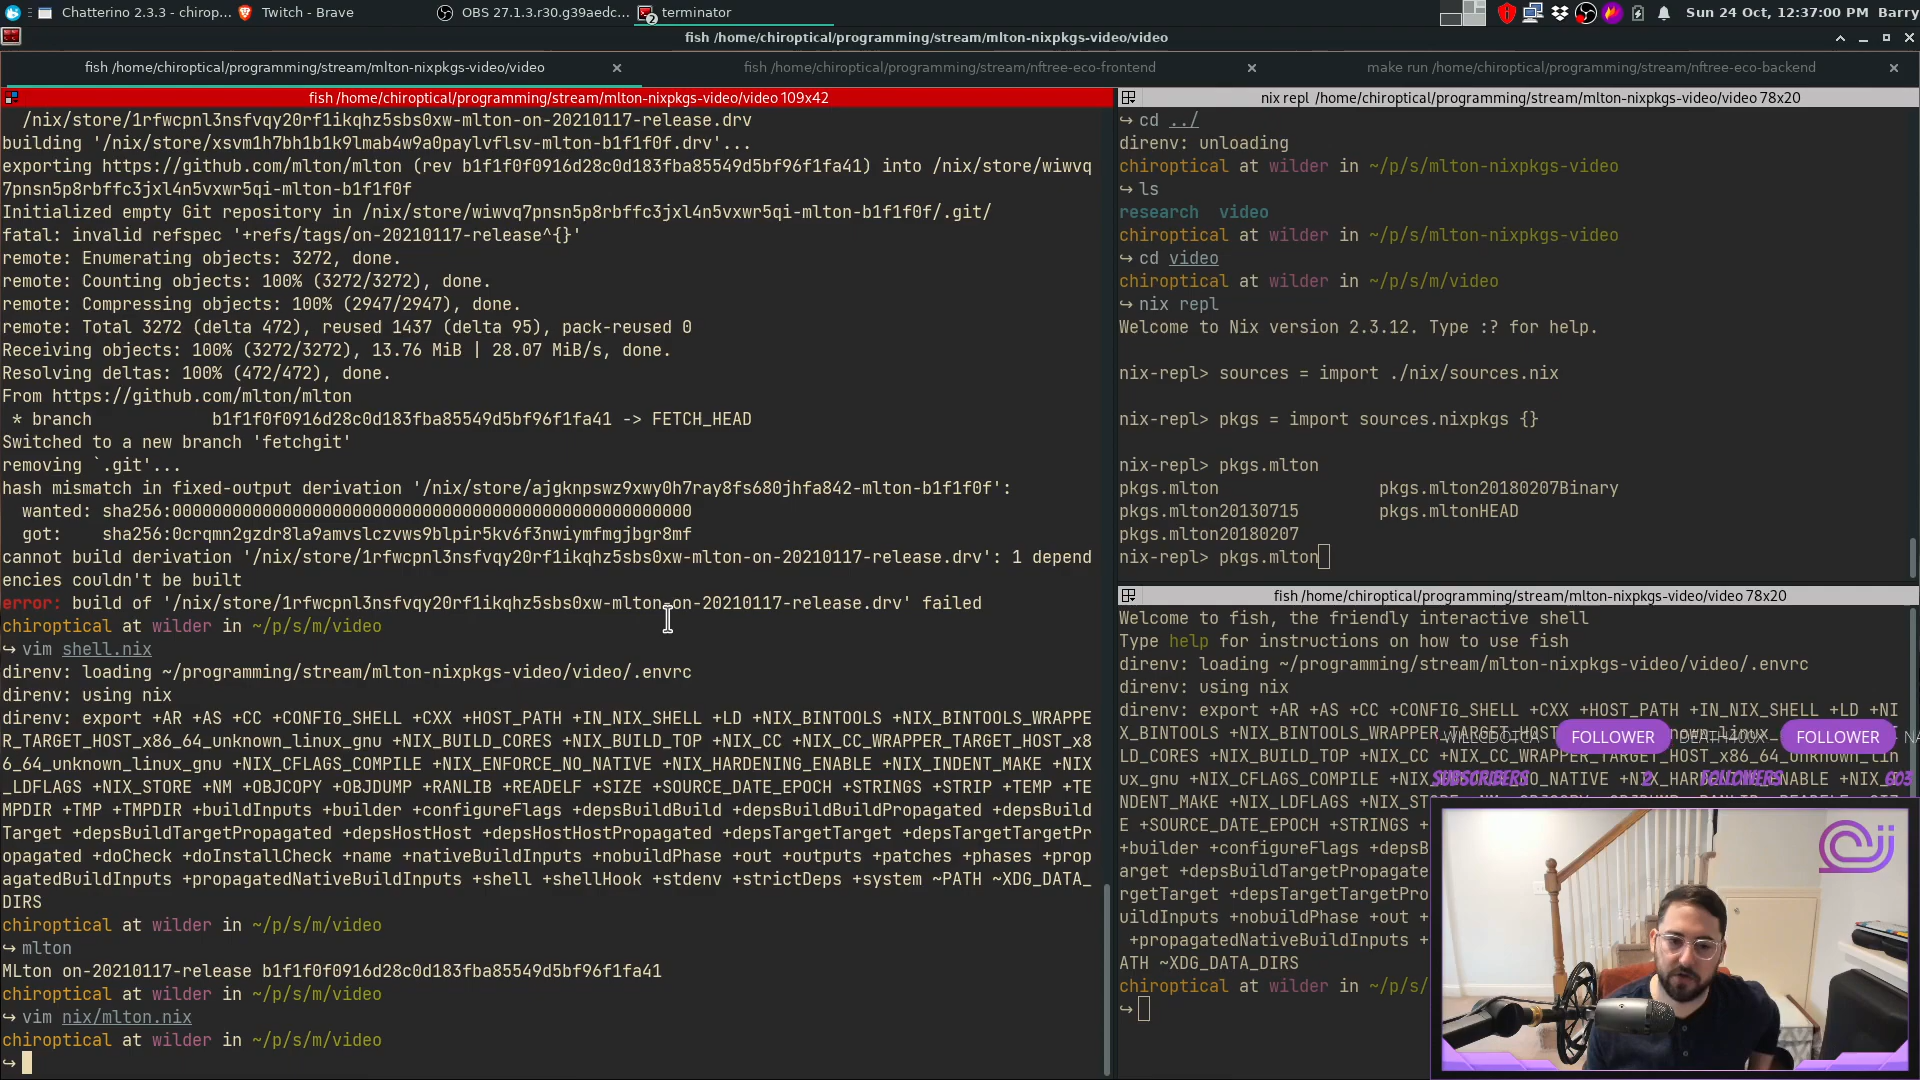 Chatterino 2.3.3 - chirop...
Twitch - Brave
OBS 27.1.3.r30.g39aedc...
terminator
2
Sun 24 Oct, 12:37:00 PM
Barry
fish /home/chiroptical/programming/stream/mlton-nixpkgs-video/video
fish /home/chiroptical/programming/stream/mlton-nixpkgs-video/video
fish /home/chiroptical/programming/stream/nftree-eco-frontend
make run /home/chiroptical/programming/stream/nftree-eco-backend
fish /home/chiroptical/programming/stream/mlton-nixpkgs-video/video 109x42
/nix/store/1rfwcpnl3nsfvqy20rf1ikqhz5sbs0xw-mlton-on-20210117-release.drv
building '/nix/store/xsvm1h7bh1b1k9lmab4w9a0paylvflsv-mlton-b1f1f0f.drv'...
exporting https://github.com/mlton/mlton (rev b1f1f0f0916d28c0d183fba85549d5bf96f1fa41) into /nix/store/wiwvq
7pnsn5p8rbffc3jxl4n5vxwr5qi-mlton-b1f1f0f
Initialized empty Git repository in /nix/store/wiwvq7pnsn5p8rbffc3jxl4n5vxwr5qi-mlton-b1f1f0f/.git/
fatal: invalid refspec '+refs/tags/on-20210117-release^{}'
remote: Enumerating objects: 3272, done.
remote: Counting objects: 100% (3272/3272), done.
remote: Compressing objects: 100% (2947/2947), done.
remote: Total 3272 (delta 472), reused 1437 (delta 95), pack-reused 0
Receiving objects: 100% (3272/3272), 13.76 MiB | 28.07 MiB/s, done.
Resolving deltas: 100% (472/472), done.
From https://github.com/mlton/mlton
* branch            b1f1f0f0916d28c0d183fba85549d5bf96f1fa41 -> FETCH_HEAD
Switched to a new branch 'fetchgit'
removing `.git'...
hash mismatch in fixed-output derivation '/nix/store/ajgknpswz9xwy0h7ray8fs680jhfa842-mlton-b1f1f0f':
wanted: sha256:0000000000000000000000000000000000000000000000000000
got:    sha256:0crqmn2gzdr8la9amvslczvws9blpir5kv6f3nwiymfmgjbgr8mf
cannot build derivation '/nix/store/1rfwcpnl3nsfvqy20rf1ikqhz5sbs0xw-mlton-on-20210117-release.drv': 1 depend
encies couldn't be built
error: build of '/nix/store/1rfwcpnl3nsfvqy20rf1ikqhz5sbs0xw-mlton-on-20210117-release.drv' failed
chiroptical at wilder in ~/p/s/m/video
↪ vim shell.nix
direnv: loading ~/programming/stream/mlton-nixpkgs-video/video/.envrc
direnv: using nix
direnv: export +AR +AS +CC +CONFIG_SHELL +CXX +HOST_PATH +IN_NIX_SHELL +LD +NIX_BINTOOLS +NIX_BINTOOLS_WRAPPE
R_TARGET_HOST_x86_64_unknown_linux_gnu +NIX_BUILD_CORES +NIX_BUILD_TOP +NIX_CC +NIX_CC_WRAPPER_TARGET_HOST_x8
6_64_unknown_linux_gnu +NIX_CFLAGS_COMPILE +NIX_ENFORCE_NO_NATIVE +NIX_HARDENING_ENABLE +NIX_INDENT_MAKE +NIX
_LDFLAGS +NIX_STORE +NM +OBJCOPY +OBJDUMP +RANLIB +READELF +SIZE +SOURCE_DATE_EPOCH +STRINGS +STRIP +TEMP +TE
MPDIR +TMP +TMPDIR +buildInputs +builder +configureFlags +depsBuildBuild +depsBuildBuildPropagated +depsBuild
Target +depsBuildTargetPropagated +depsHostHost +depsHostHostPropagated +depsTargetTarget +depsTargetTargetPr
opagated +doCheck +doInstallCheck +name +nativeBuildInputs +nobuildPhase +out +outputs +patches +phases +prop
agatedBuildInputs +propagatedNativeBuildInputs +shell +shellHook +stdenv +strictDeps +system ~PATH ~XDG_DATA_
DIRS
chiroptical at wilder in ~/p/s/m/video
↪ mlton
MLton on-20210117-release b1f1f0f0916d28c0d183fba85549d5bf96f1fa41
chiroptical at wilder in ~/p/s/m/video
↪ vim nix/mlton.nix
chiroptical at wilder in ~/p/s/m/video
↪
nix repl /home/chiroptical/programming/stream/mlton-nixpkgs-video/video 78x20
↪ cd ../
direnv: unloading
chiroptical at wilder in ~/p/s/mlton-nixpkgs-video
↪ ls
research  video
chiroptical at wilder in ~/p/s/mlton-nixpkgs-video
↪ cd video
chiroptical at wilder in ~/p/s/m/video
↪ nix repl
Welcome to Nix version 2.3.12. Type :? for help.
nix-repl> sources = import ./nix/sources.nix
nix-repl> pkgs = import sources.nixpkgs {}
nix-repl> pkgs.mlton
pkgs.mlton                pkgs.mlton20180207Binary
pkgs.mlton20130715        pkgs.mltonHEAD
pkgs.mlton20180207
nix-repl> pkgs.mlton
fish /home/chiroptical/programming/stream/mlton-nixpkgs-video/video 78x20
Welcome to fish, the friendly interactive shell
Type help for instructions on how to use fish
direnv: loading ~/programming/stream/mlton-nixpkgs-video/video/.envrc
direnv: using nix
direnv: export +AR +AS +CC +CONFIG_SHELL +CXX +HOST_PATH +IN_NIX_SHELL +LD +NI
X_BINTOOLS +NIX_BINTOOLS_WRAPPER_TARGET_HOST_x86_64_unknown_linux
FOLLOWER
FOLLOWER
LD_CORES +NIX_BUILD_TOP +NIX_CC +NIX_CC_WRAPPER_TARGET_HOST_x86_64_unknown_lin
ux_gnu +NIX_CFLAGS_COMPILE
SUBSCRIBERS 2 FOLLOWERS 603
NDENT_MAKE +NIX_LDFLAGS +NIX_ST
E +SOURCE_DATE_EPOCH +STRINGS +
+builder +configureFlags +depsB
arget +depsBuildTargetPropagate
rgetTarget +depsTargetTargetPro
uildInputs +nobuildPhase +out +
+propagatedNativeBuildInputs +
ATH ~XDG_DATA_DIRS
chiroptical at wilder in ~/p/s/
↪